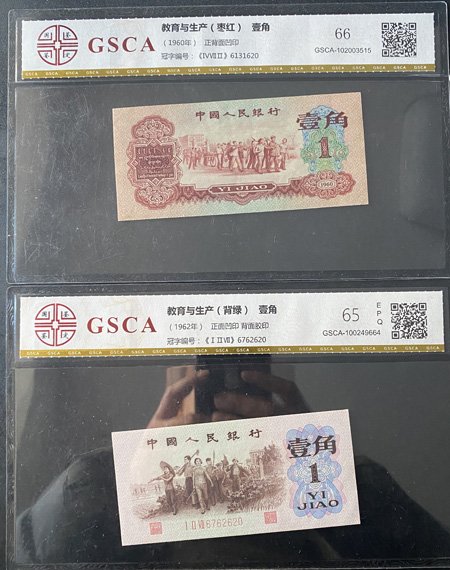 GSCA
教育与生产（枣红） 壹角
（1960年） 正背面凹印
冠字编号：《ⅣⅦⅡ》6131620
66
GSCA-102003515
中國人民銀行
壹角
1
YI JIAO
1960
GSCA
教育与生产（背绿） 壹角
（1962年） 正面凹印 背面胶印
冠字编号：《ⅠⅡⅦ》6762620
65
EPQ
GSCA-100249664
中國人民銀行
壹角
1
YI
JIAO
ⅠⅡⅦ6762620